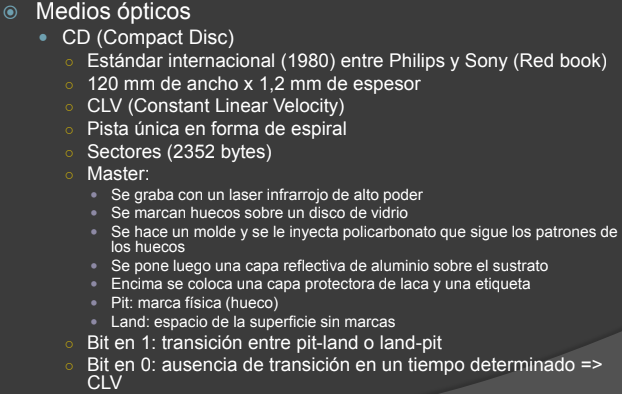 Medios ópticos
CD (Compact Disc)
Estándar internacional (1980) entre Philips y Sony (Red book)
120 mm de ancho x 1,2 mm de espesor
CLV (Constant Linear Velocity)
Pista única en forma de espiral
Sectores (2352 bytes)
Master:
Se graba con un laser infrarrojo de alto poder
Se marcan huecos sobre un disco de vidrio
Se hace un molde y se le inyecta policarbonato que sigue los patrones de
los huecos
Se pone luego una capa reflectiva de aluminio sobre el sustrato
Encima se coloca una capa protectora de laca y una etiqueta
Pit: marca física (hueco)
Land: espacio de la superficie sin marcas
Bit en 1: transición entre pit-land o land-pit
Bit en 0: ausencia de transición en un tiempo determinado =>
CLV